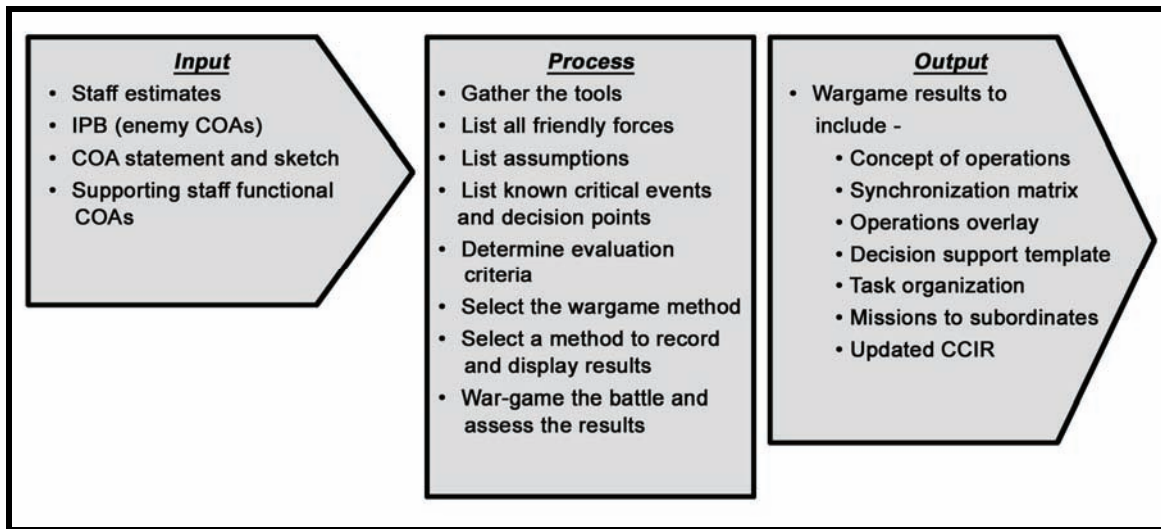 Input
• Staff estimates
• IPB (enemy COAs)
• COA statement and sketch
• Supporting staff functional
COAs
Process
• Gather the tools
• List all friendly forces
• List assumptions
• List known critical events
and decision points
• Determine evaluation
criteria
• Select the wargame method
• Select a method to record
and display results
• War-game the battle and
assess the results
Output
• Wargame results to
include -
• Concept of operations
• Synchronization matrix
• Operations overlay
• Decision support template
• Task organization
• Missions to subordinates
• Updated CCIR